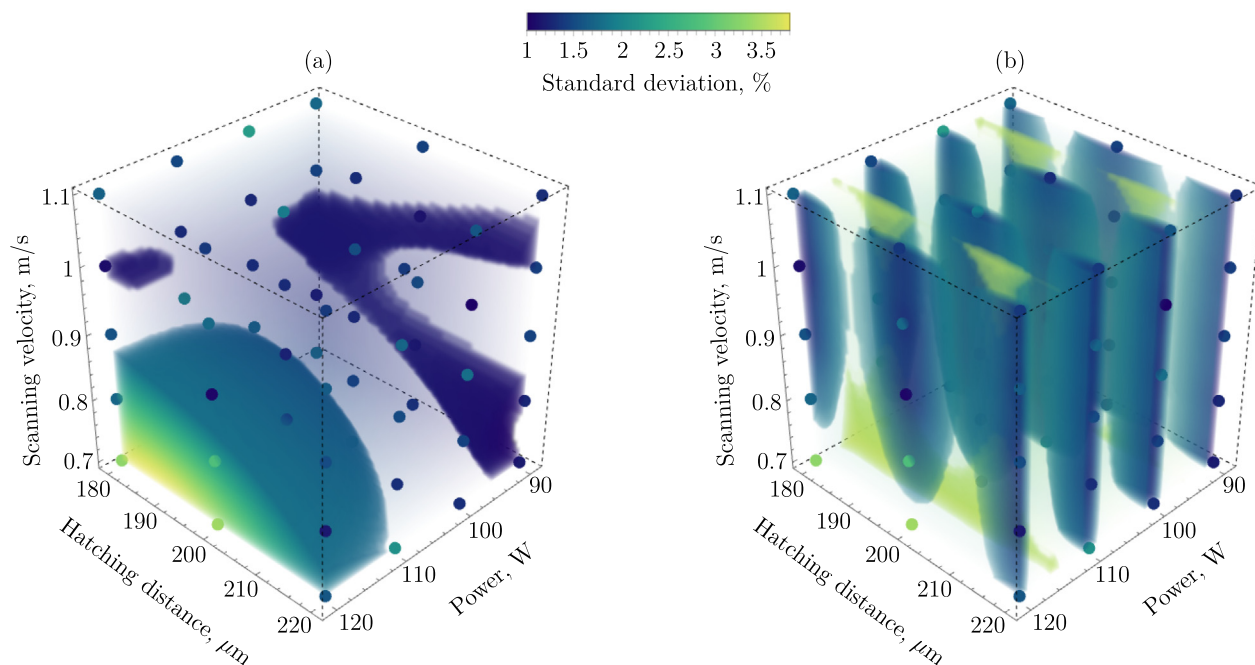 1 1.5 2 2.5 3 3.5
Standard deviation, %
(a)
Scanning velocity, m/s
1.1
1
0.9
0.8
0.7
180
190
200
210
220
Hatching distance, μm
90
100
110
120
Power, W
(b)
Scanning velocity, m/s
1.1
1
0.9
0.8
0.7
180
190
200
210
220
Hatching distance, μm
90
100
110
120
Power, W